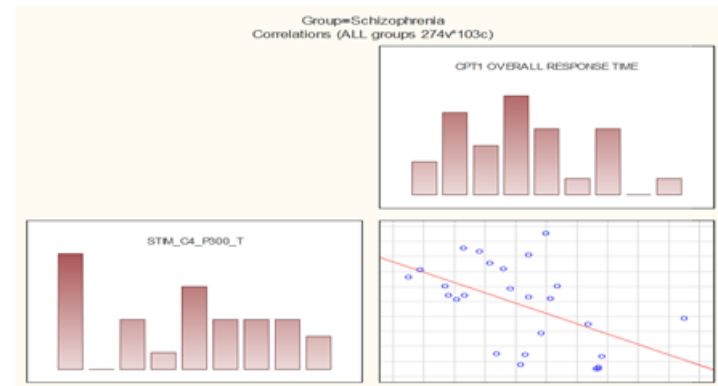 Group=Schizophrenia
Correlations (ALL groups 274v*103c)
CPT1 OVERALL RESPONSE TIME
STIM_C4_P300_T